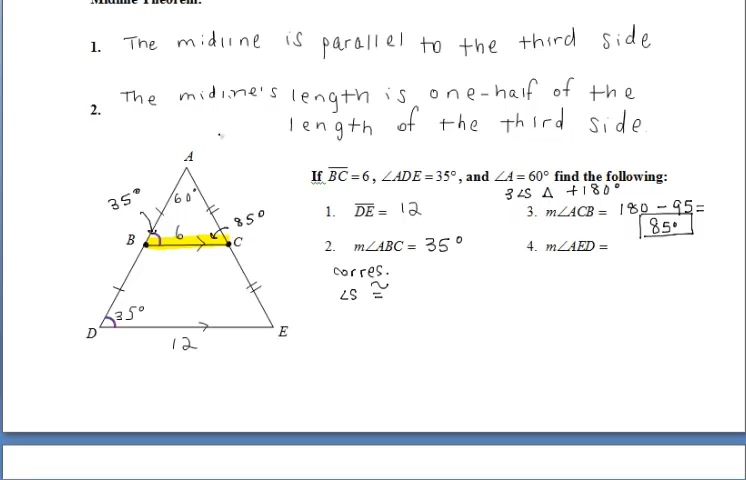 Midline Theorem:
1. The midline is parallel to the third side
2. The midline's length is one-half of the
length of the third side.
If BC = 6, ∠ADE = 35°, and ∠A = 60° find the following:
3 ∠S Δ +180°
1. DE = 12
3. m∠ACB = 180 - 95 =
85°
2. m∠ABC = 35°
4. m∠AED =
corres.
∠S ≅
A
60°
35°
85°
B
6
C
35°
D
12
E